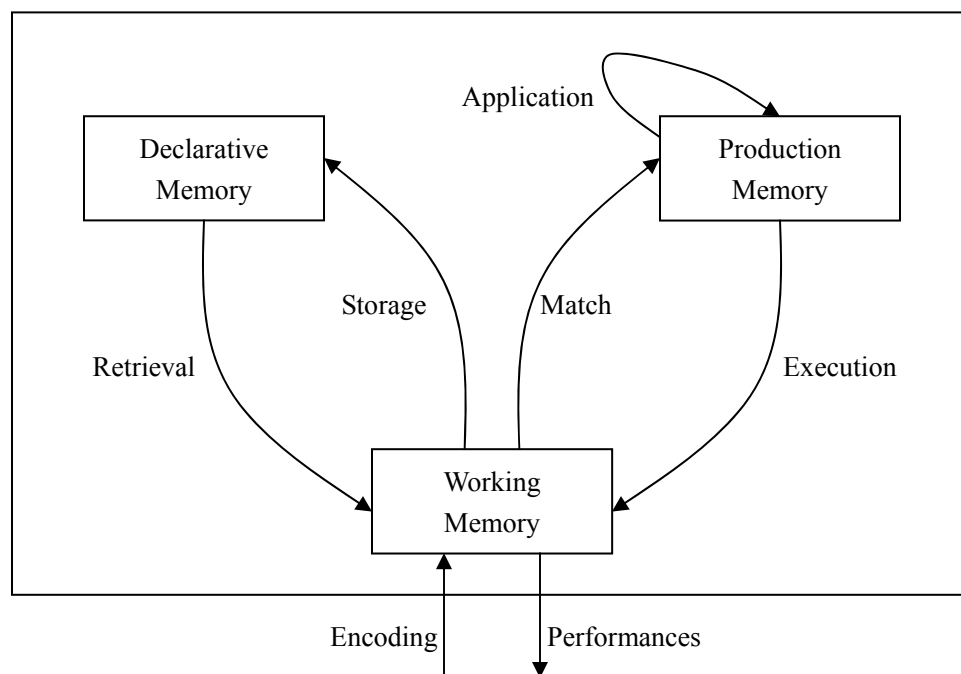 Application
Declarative
Memory
Production
Memory
Storage
Match
Retrieval
Execution
Working
Memory
Encoding
Performances